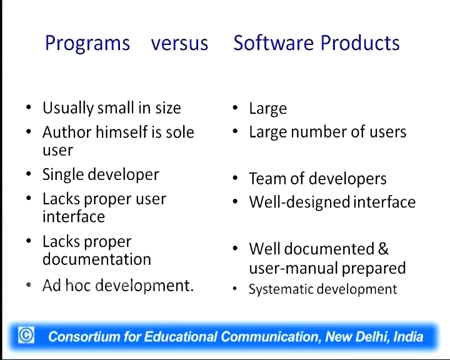 Programs versus Software Products
• Usually small in size
• Author himself is sole
user
• Single developer
• Lacks proper user
interface
• Lacks proper
documentation
• Ad hoc development.
• Large
• Large number of users
• Team of developers
• Well-designed interface
• Well documented &
user-manual prepared
• Systematic development
© Consortium for Educational Communication, New Delhi, India